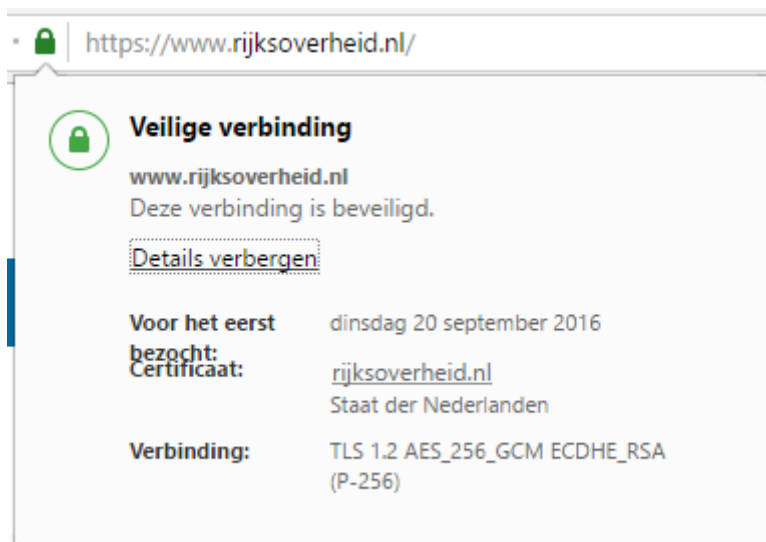 https://www.rijksoverheid.nl/
Veilige verbinding
www.rijksoverheid.nl
Deze verbinding is beveiligd.
Details verbergen
Voor het eerst bezocht: dinsdag 20 september 2016
Certificaat: rijksoverheid.nl
Staat der Nederlanden
Verbinding: TLS 1.2 AES_256_GCM ECDHE_RSA
(P-256)